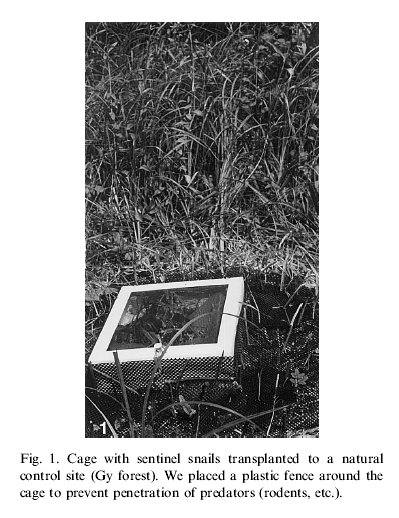 1
Fig. 1. Cage with sentinel snails transplanted to a natural
control site (Gy forest). We placed a plastic fence around the
cage to prevent penetration of predators (rodents, etc.).